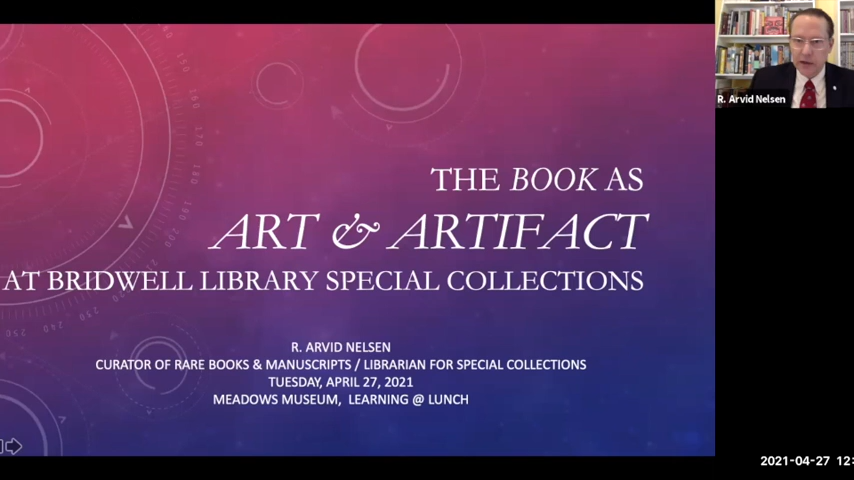 THE BOOK AS
ART & ARTIFACT
AT BRIDWELL LIBRARY SPECIAL COLLECTIONS
R. ARVID NELSEN
CURATOR OF RARE BOOKS & MANUSCRIPTS / LIBRARIAN FOR SPECIAL COLLECTIONS
TUESDAY, APRIL 27, 2021
MEADOWS MUSEUM, LEARNING @ LUNCH
R. Arvid Nelsen
2021-04-27 12: